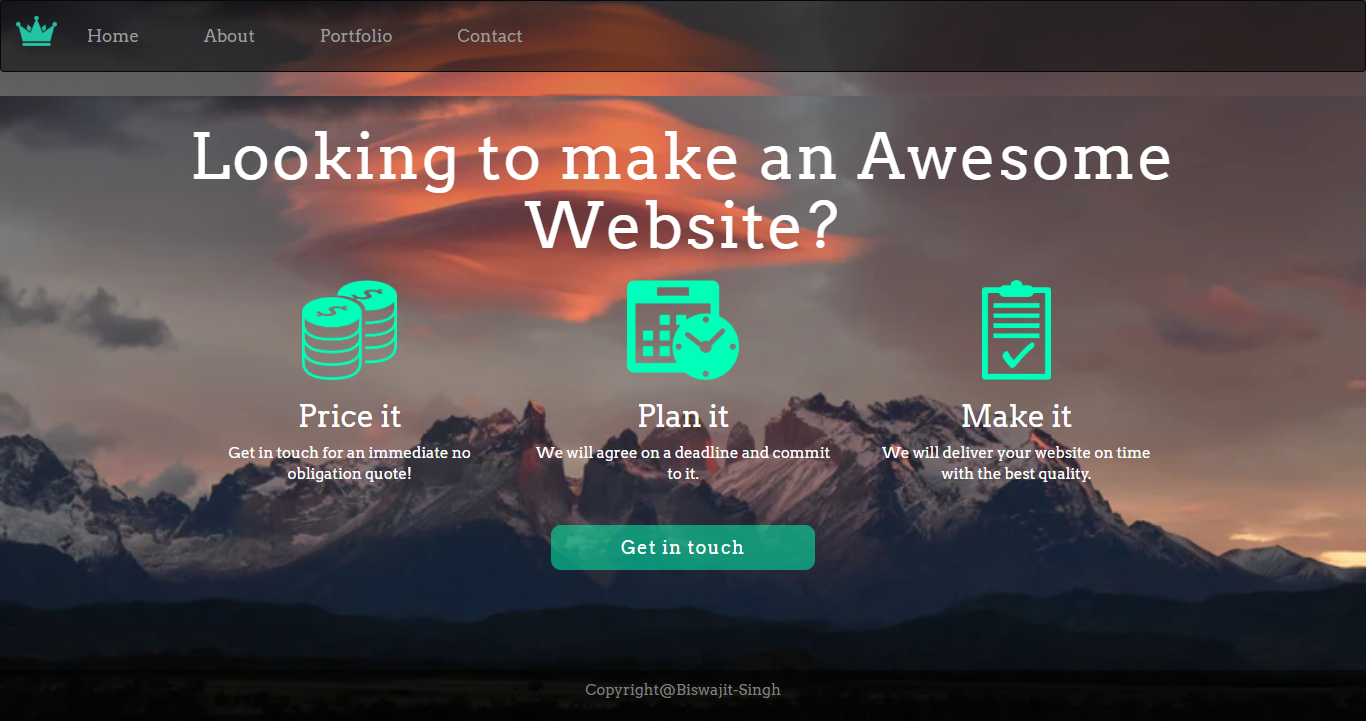 Home About Portfolio Contact
Looking to make an Awesome
Website?
Price it
Get in touch for an immediate no
obligation quote!
Plan it
We will agree on a deadline and commit
to it.
Make it
We will deliver your website on time
with the best quality.
Get in touch
Copyright@Biswajit-Singh